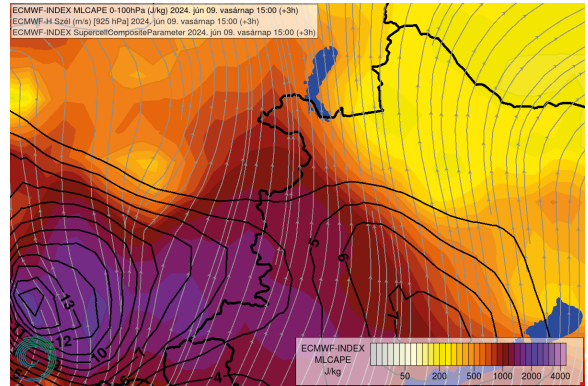 ECMWF-INDEX MLCAPE 0-100hPa (J/kg) 2024. jún 09. vasárnap 15:00 (+3h)
ECMWF-H Szél (m/s) [925 hPa] 2024. jún 09. vasárnap 15:00 (+3h)
ECMWF-INDEX SupercellCompositeParameter 2024. jún 09. vasárnap 15:00 (+3h)
5
6
13
7
12
10
4
ECMWF-INDEX
MLCAPE
J/kg
50 200 500 1000 2000 4000